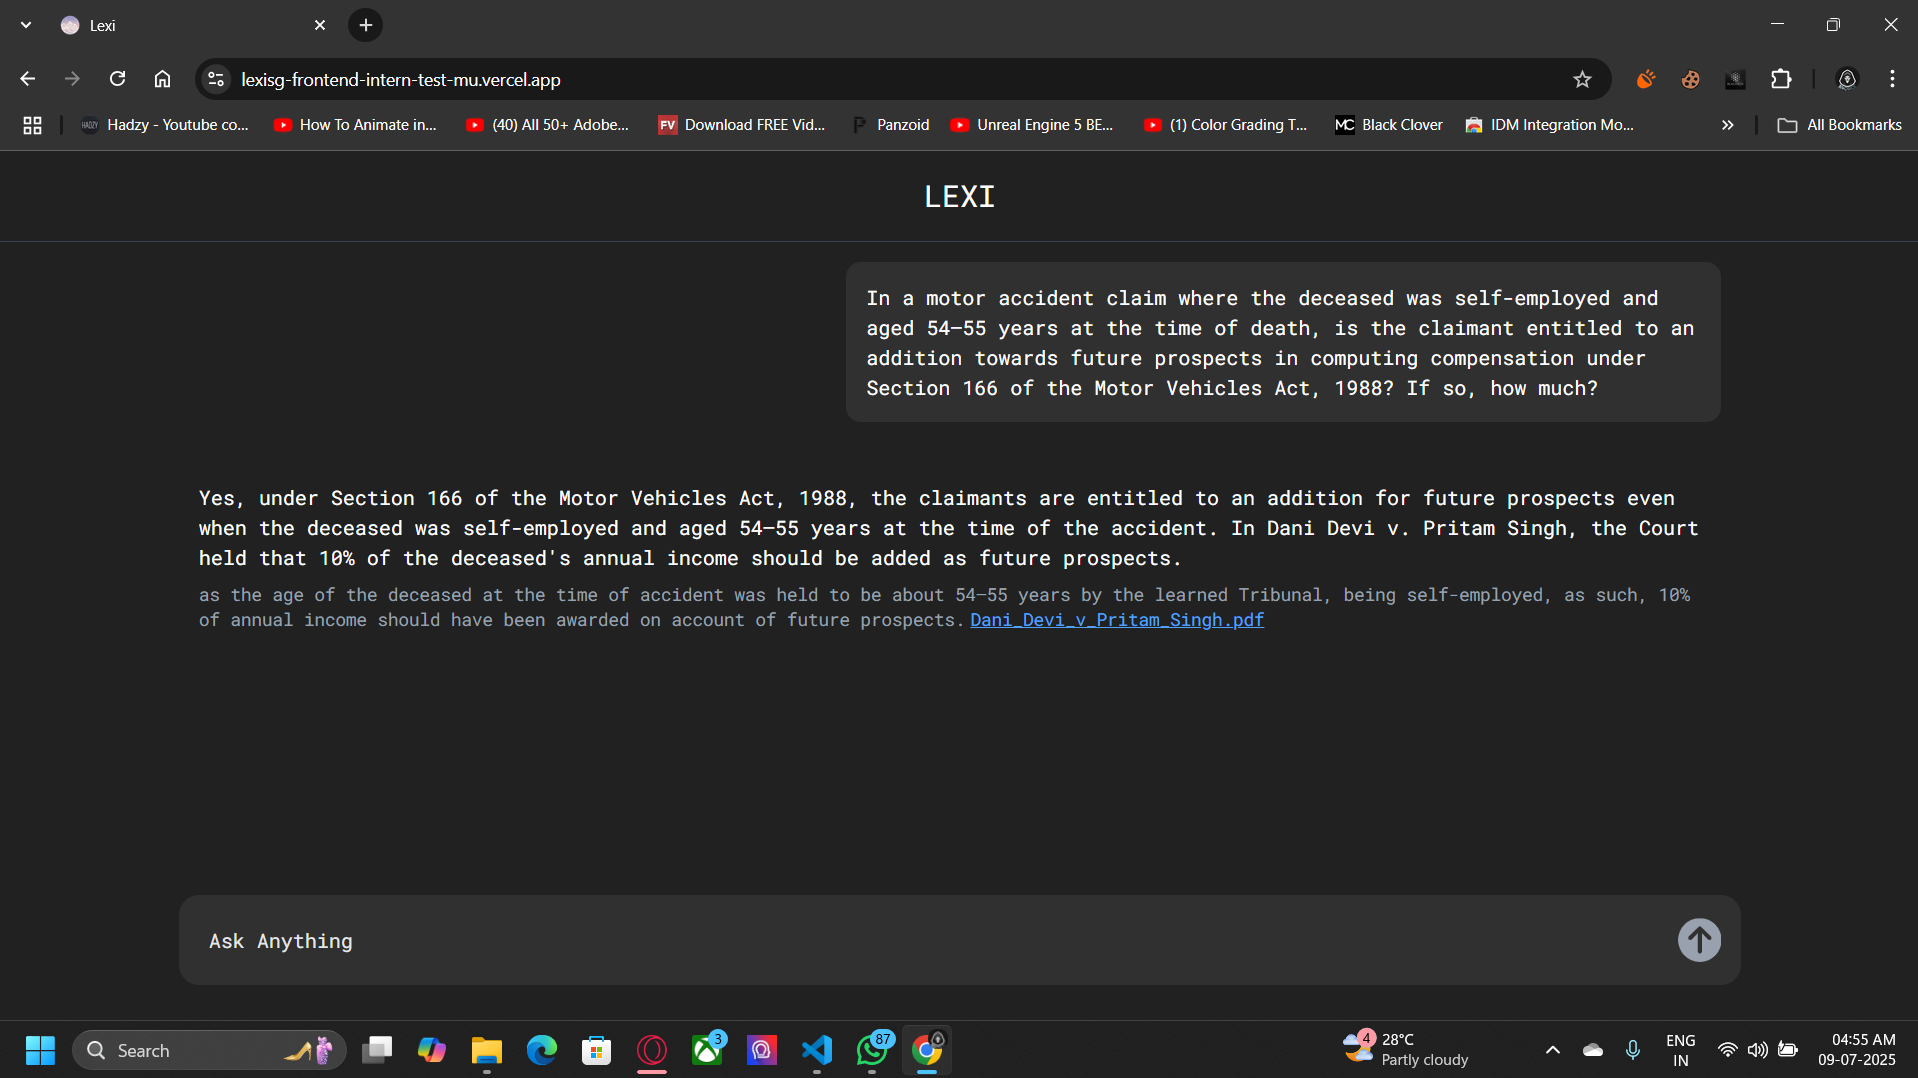 Lexi
lexisg-frontend-intern-test-mu.vercel.app
HADZY Hadzy - Youtube co...
How To Animate in...
(40) All 50+ Adobe...
FV Download FREE Vid...
Panzoid
Unreal Engine 5 BE...
(1) Color Grading T...
MC Black Clover
IDM Integration Mo...
All Bookmarks
LEXI
In a motor accident claim where the deceased was self-employed and
aged 54–55 years at the time of death, is the claimant entitled to an
addition towards future prospects in computing compensation under
Section 166 of the Motor Vehicles Act, 1988? If so, how much?
Yes, under Section 166 of the Motor Vehicles Act, 1988, the claimants are entitled to an addition for future prospects even
when the deceased was self-employed and aged 54–55 years at the time of the accident. In Dani Devi v. Pritam Singh, the Court
held that 10% of the deceased's annual income should be added as future prospects.
as the age of the deceased at the time of accident was held to be about 54–55 years by the learned Tribunal, being self-employed, as such, 10%
of annual income should have been awarded on account of future prospects. Dani_Devi_v_Pritam_Singh.pdf
Ask Anything
Search
3
87
4
28°C
Partly cloudy
ENG
IN
04:55 AM
09-07-2025